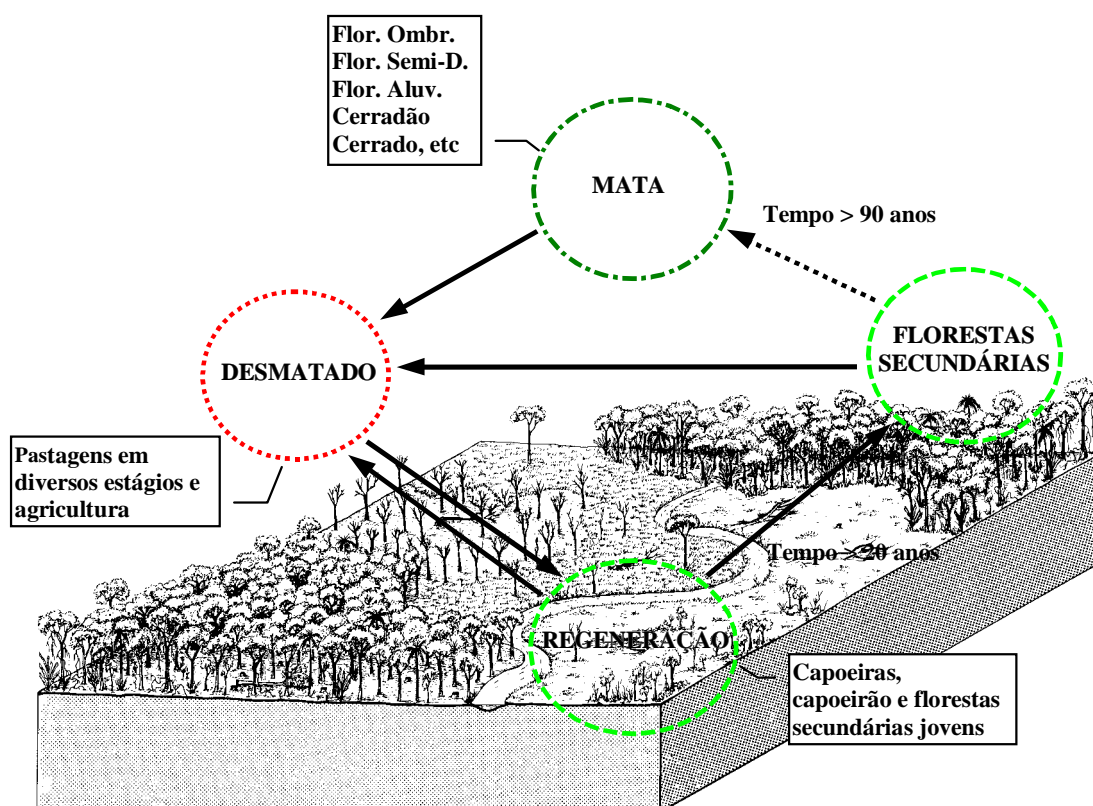 Flor. Ombr.
Flor. Semi-D.
Flor. Aluv.
Cerradão
Cerrado, etc
MATA
Tempo > 90 anos
FLORESTAS
SECUNDÁRIAS
DESMATADO
Pastagens em
diversos estágios e
agricultura
Tempo > 20 anos
REGENERAÇÃO
Capoeiras,
capoeirão e florestas
secundárias jovens